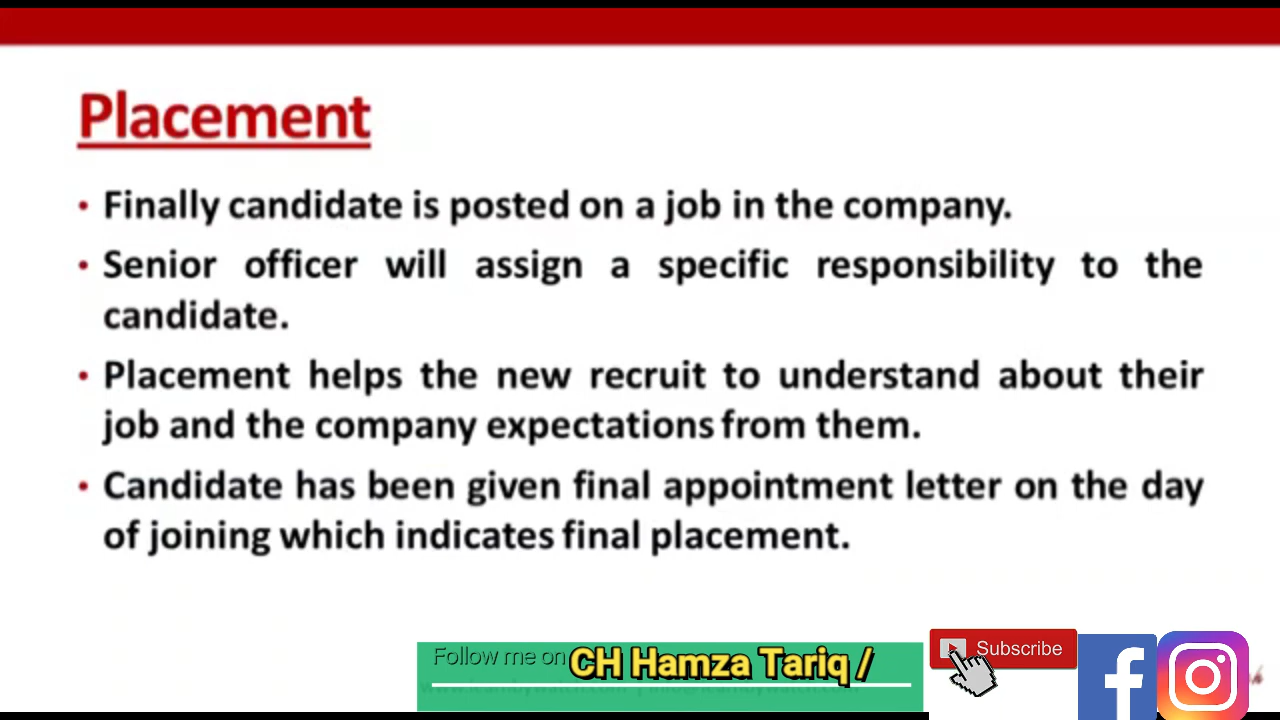 Placement
• Finally candidate is posted on a job in the company.
• Senior officer will assign a specific responsibility to the
candidate.
• Placement helps the new recruit to understand about their
job and the company expectations from them.
• Candidate has been given final appointment letter on the day
of joining which indicates final placement.
Follow me on CH Hamza Tariq /
Subscribe